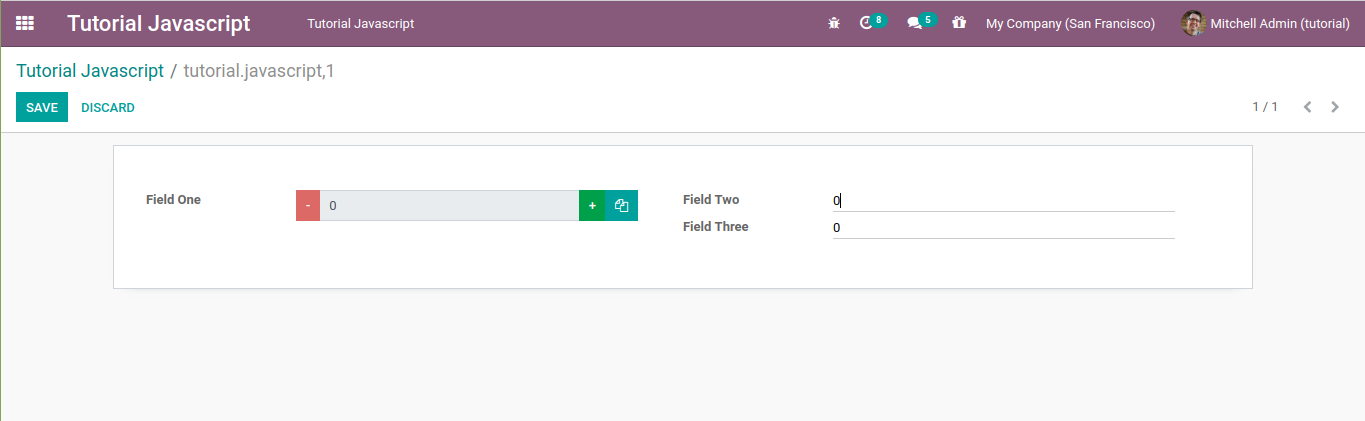 Tutorial Javascript Tutorial Javascript 8 5 My Company (San Francisco) Mitchell Admin (tutorial)
Tutorial Javascript / tutorial.javascript,1
SAVE DISCARD 1 / 1
Field One - 0 + Field Two 0
Field Three 0